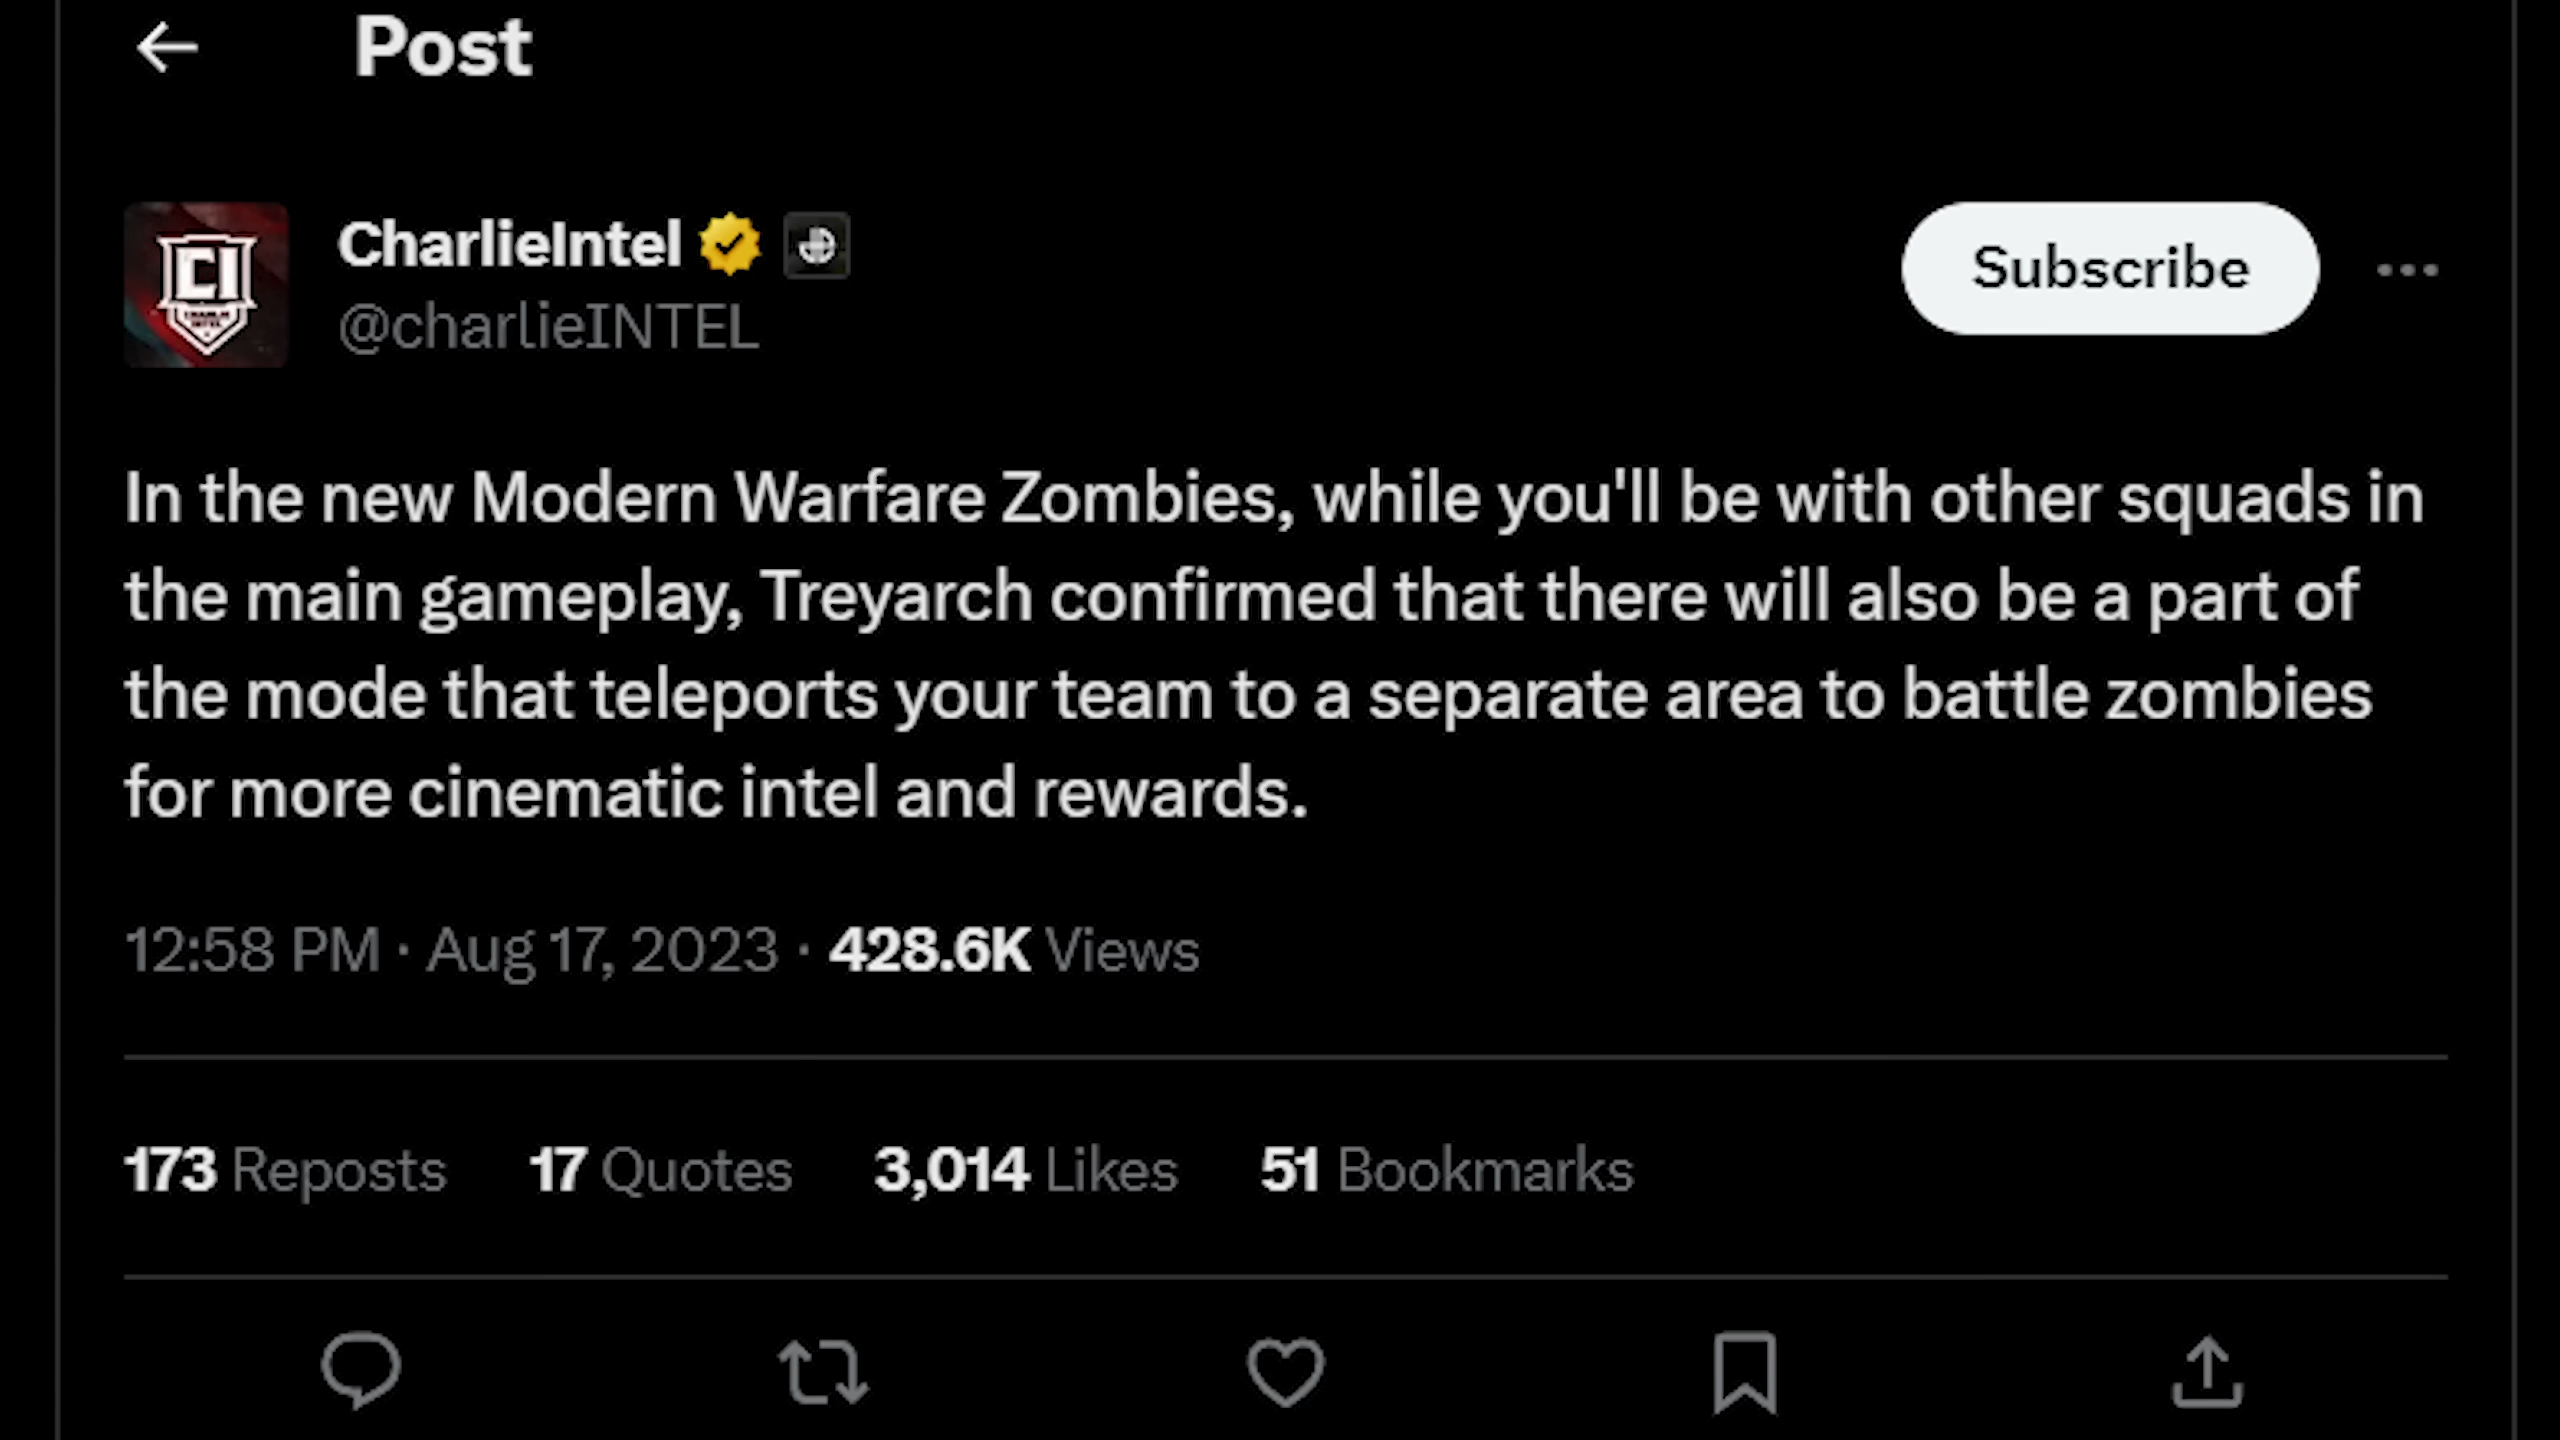 Post
CharlieIntel
Subscribe
@charlieINTEL
CI
In the new Modern Warfare Zombies, while you'll be with other squads in
the main gameplay, Treyarch confirmed that there will also be a part of
the mode that teleports your team to a separate area to battle zombies
for more cinematic intel and rewards.
12:58 PM · Aug 17, 2023 · 428.6K Views
173 Reposts 17 Quotes 3,014 Likes 51 Bookmarks